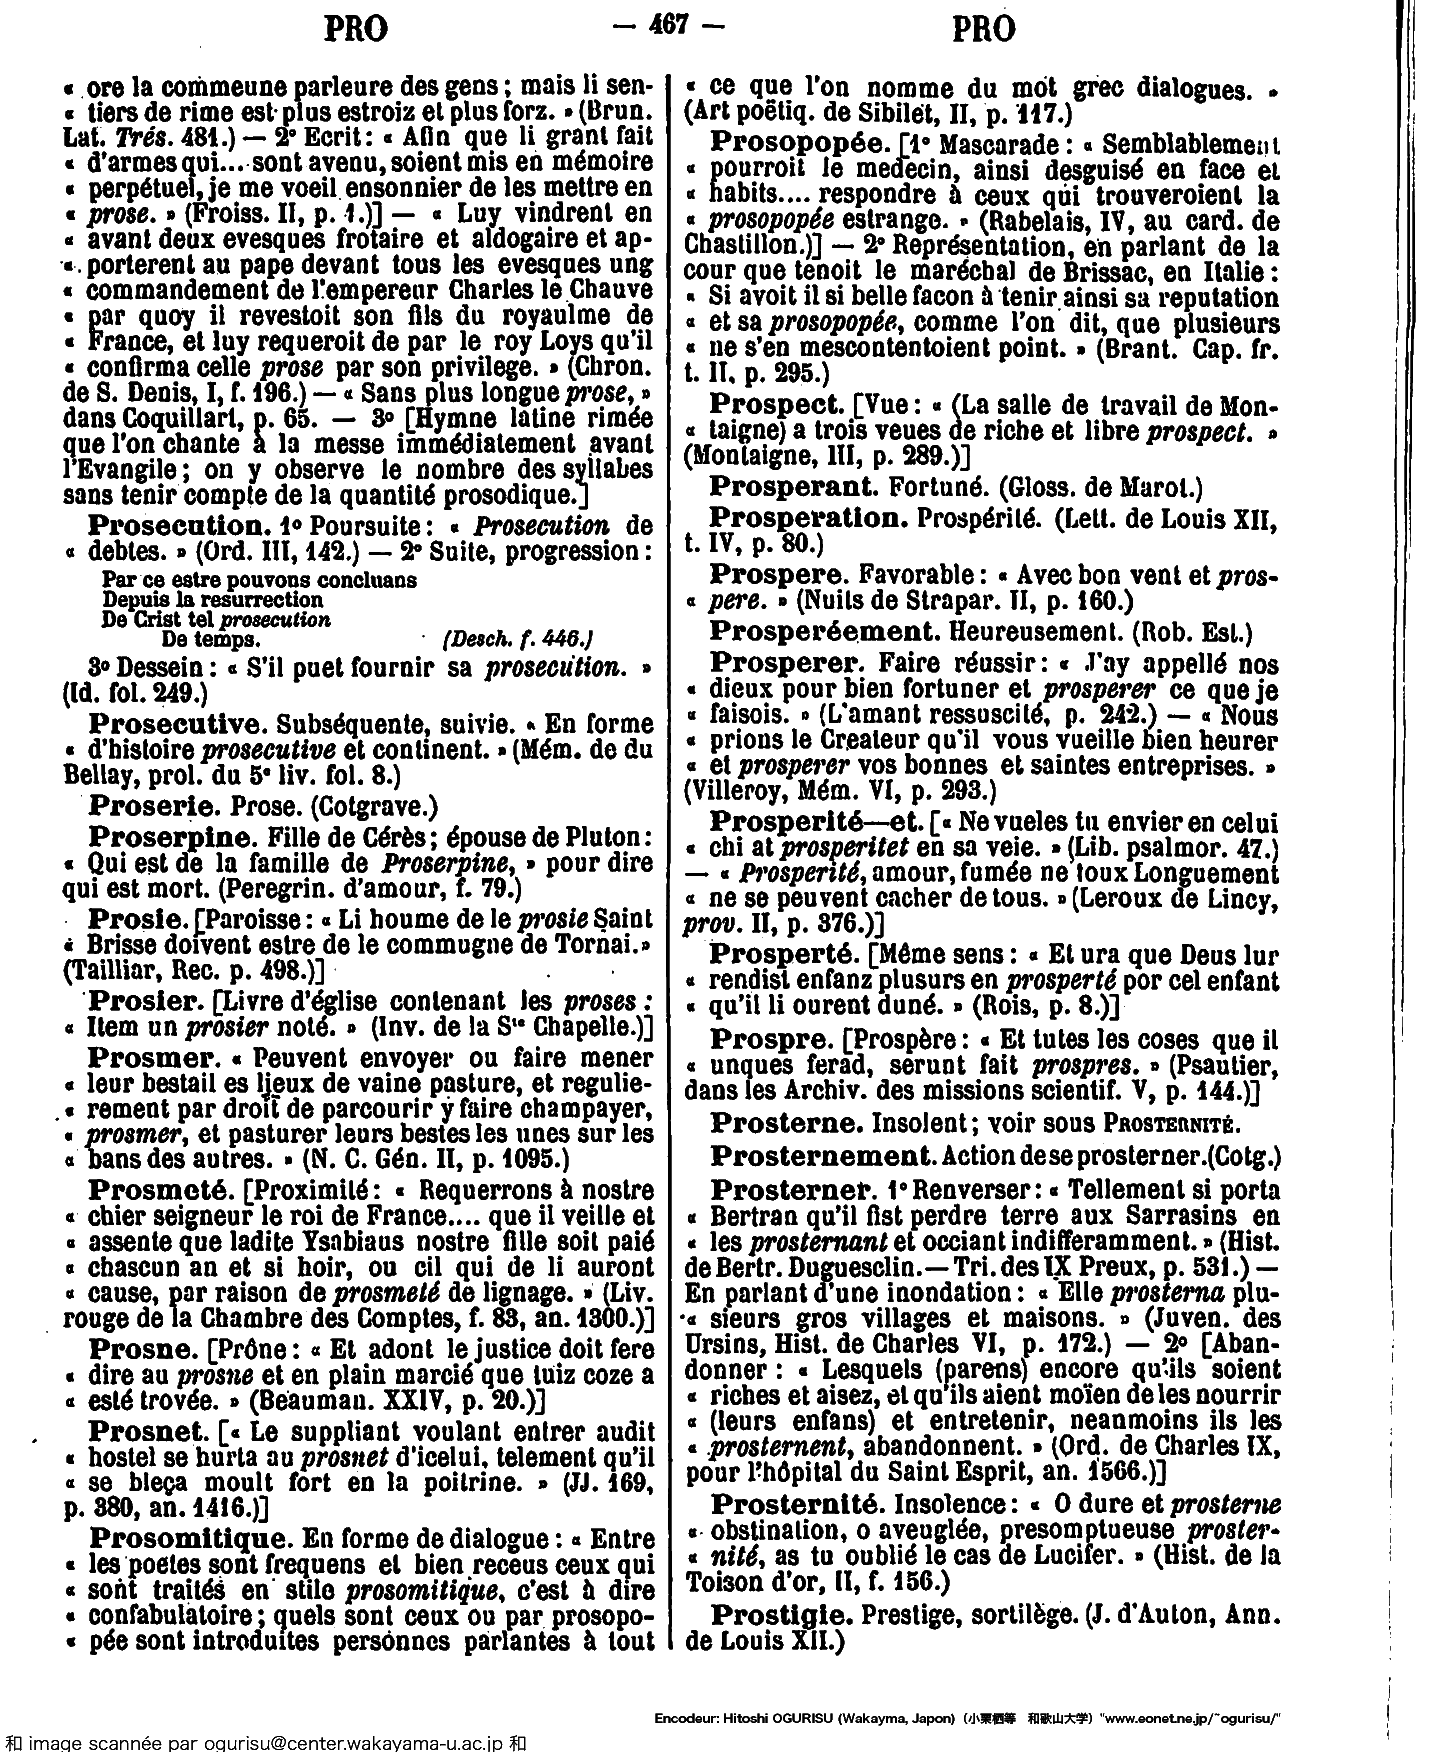 PRO — 467 — PRO
« ore la commeune parleure des gens ; mais li sen-
« tiers de rime est plus estroiz et plus forz. » (Brun.
Lat. Trés. 481.) — 2° Ecrit : « Afin que li grant fait
« d'armes qui... sont avenu, soient mis en mémoire
« perpétuel, je me voeil ensonnier de les mettre en
« prose. » (Froiss. II, p. 1.)] — « Luy vindrent en
« avant deux evesques frotaire et aldogaire et ap-
« porterent au pape devant tous les evesques ung
« commandement de l'empereur Charles le Chauve
« par quoy il revestoit son fils du royaulme de
« France, et luy requeroit de par le roy Loys qu'il
« confirma celle prose par son privilege. » (Chron.
de S. Denis, I, f. 196.) — « Sans plus longue prose, »
dans Coquillart, p. 65. — 3° [Hymne latine rimée
que l'on chante à la messe immédiatement avant
l'Evangile ; on y observe le nombre des syllabes
sans tenir compte de la quantité prosodique.]
Prosecution. 1° Poursuite : « Prosecution de
« debtes. » (Ord. III, 142.) — 2° Suite, progression :
Par ce estre pouvons concluans
Depuis la resurrection
De Crist tel prosecution
De temps. (Desch. f. 446.)
3° Dessein : « S'il puet fournir sa prosecution. »
(Id. fol. 249.)
Prosecutive. Subséquente, suivie. « En forme
« d'histoire prosecutive et continent. » (Mém. de du
Bellay, prol. du 5e liv. fol. 8.)
Proserie. Prose. (Cotgrave.)
Proserpine. Fille de Cérès ; épouse de Pluton :
« Qui est de la famille de Proserpine, » pour dire
qui est mort. (Peregrin. d'amour, f. 79.)
Prosie. [Paroisse : « Li houme de le prosie Saint
« Brisse doivent estre de le commugne de Tornai. »
(Tailliar, Rec. p. 498.)]
Prosier. [Livre d'église contenant les proses :
« Item un prosier noté. » (Inv. de la Ste Chapelle.)]
Prosmer. « Peuvent envoyer ou faire mener
« leur bestail es lieux de vaine pasture, et regulie-
« rement par droit de parcourir y faire champayer,
« prosmer, et pasturer leurs bestes les unes sur les
« bans des autres. » (N. C. Gén. II, p. 1095.)
Prosmeté. [Proximité : « Requerrons à nostre
« chier seigneur le roi de France.... que il veille et
« assente que ladite Ysabiaus nostre fille soit paié
« chascun an et si hoir, ou cil qui de li auront
« cause, par raison de prosmeté de lignage. » (Liv.
rouge de la Chambre des Comptes, f. 83, an. 1300.)]
Prosne. [Prône : « Et adont le justice doit fere
« dire au prosne et en plain marcié que tuiz coze a
« esté trovée. » (Beauman. XXIV, p. 20.)]
Prosnet. [« Le suppliant voulant entrer audit
« hostel se hurta au prosnet d'icelui, telement qu'il
« se bleça moult fort en la poitrine. » (JJ. 169,
p. 380, an. 1416.)]
Prosomitique. En forme de dialogue : « Entre
« les poetes sont frequens et bien receus ceux qui
« sont traités en stile prosomitique, c'est à dire
« confabulatoire ; quels sont ceux ou par prosopo-
« pée sont introduites personnes parlantes à tout
« ce que l'on nomme du mot grec dialogues. »
(Art poëtiq. de Sibilet, II, p. 117.)
Prosopopée. [1° Mascarade : « Semblablement
« pourroit le medecin, ainsi desguisé en face et
« habits.... respondre à ceux qui trouveroient la
« prosopopée estrange. » (Rabelais, IV, au card. de
Chastillon.)] — 2° Représentation, en parlant de la
cour que tenoit le maréchal de Brissac, en Italie :
« Si avoit il si belle facon à tenir ainsi sa reputation
« et sa prosopopée, comme l'on dit, que plusieurs
« ne s'en mescontentoient point. » (Brant. Cap. fr.
t. II, p. 295.)
Prospect. [Vue : « (La salle de travail de Mon-
« taigne) a trois veues de riche et libre prospect. »
(Montaigne, III, p. 289.)]
Prosperant. Fortuné. (Gloss. de Marot.)
Prosperation. Prospérité. (Lett. de Louis XII,
t. IV, p. 80.)
Prospere. Favorable : « Avec bon vent et pros-
« pere. » (Nuits de Strapar. II, p. 160.)
Prosperéement. Heureusement. (Rob. Est.)
Prosperer. Faire réussir : « J'ay appellé nos
« dieux pour bien fortuner et prosperer ce que je
« faisois. » (L'amant ressuscité, p. 242.) — « Nous
« prions le Createur qu'il vous vueille bien heurer
« et prosperer vos bonnes et saintes entreprises. »
(Villeroy, Mém. VI, p. 293.)
Prosperité—et. [« Ne vueles tu envier en celui
« chi at prosperitet en sa veie. » (Lib. psalmor. 47.)
— « Prosperité, amour, fumée ne toux Longuement
« ne se peuvent cacher de tous. » (Leroux de Lincy,
prov. II, p. 376.)]
Prosperté. [Même sens : « Et ura que Deus lur
« rendist enfanz plusurs en prosperté por cel enfant
« qu'il li ourent duné. » (Rois, p. 8.)]
Prospre. [Prospère : « Et tutes les coses que il
« unques ferad, serunt fait prospres. » (Psautier,
dans les Archiv. des missions scientif. V, p. 144.)]
Prosterne. Insolent ; voir sous PROSTERNITÉ.
Prosternement. Action de se prosterner. (Cotg.)
Prosterner. 1° Renverser : « Tellement si porta
« Bertran qu'il fist perdre terre aux Sarrasins en
« les prosternant et occiant indifferamment. » (Hist.
de Bertr. Duguesclin. — Tri. des IX Preux, p. 531.) —
En parlant d'une inondation : « Elle prosterna plu-
« sieurs gros villages et maisons. » (Juven. des
Ursins, Hist. de Charles VI, p. 172.) — 2° [Aban-
donner : « Lesquels (parens) encore qu'ils soient
« riches et aisez, et qu'ils aient moïen de les nourrir
« (leurs enfans) et entretenir, neanmoins ils les
« prosternent, abandonnent. » (Ord. de Charles IX,
pour l'hôpital du Saint Esprit, an. 1566.)]
Prosternité. Insolence : « O dure et prosterne
« obstination, o aveuglée, presomptueuse proster-
« nité, as tu oublié le cas de Lucifer. » (Hist. de la
Toison d'or, II, f. 156.)
Prostigie. Prestige, sortilège. (J. d'Auton, Ann.
de Louis XII.)
Encodeur: Hitoshi OGURISU (Wakayma, Japon) (小栗栖等 和歌山大学) "www.eonet.ne.jp/~ogurisu/"
和 image scannée par ogurisu@center.wakayama-u.ac.jp 和